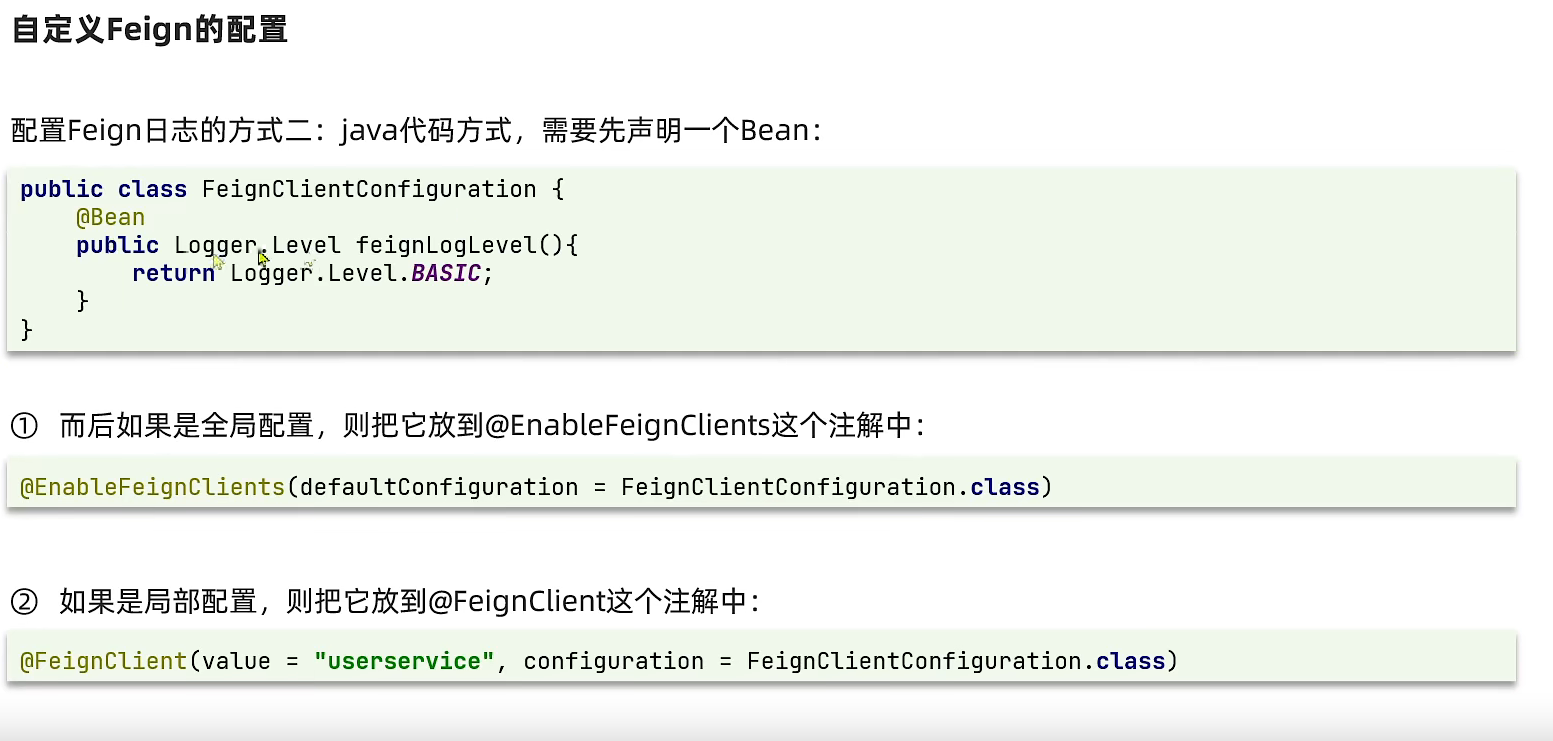 自定义Feign的配置
配置Feign日志的方式二：java代码方式，需要先声明一个Bean：
public class FeignClientConfiguration {
    @Bean
    public Logger.Level feignLogLevel(){
        return Logger.Level.BASIC;
    }
}
① 而后如果是全局配置，则把它放到@EnableFeignClients这个注解中：
@EnableFeignClients(defaultConfiguration = FeignClientConfiguration.class)
② 如果是局部配置，则把它放到@FeignClient这个注解中：
@FeignClient(value = "userservice", configuration = FeignClientConfiguration.class)